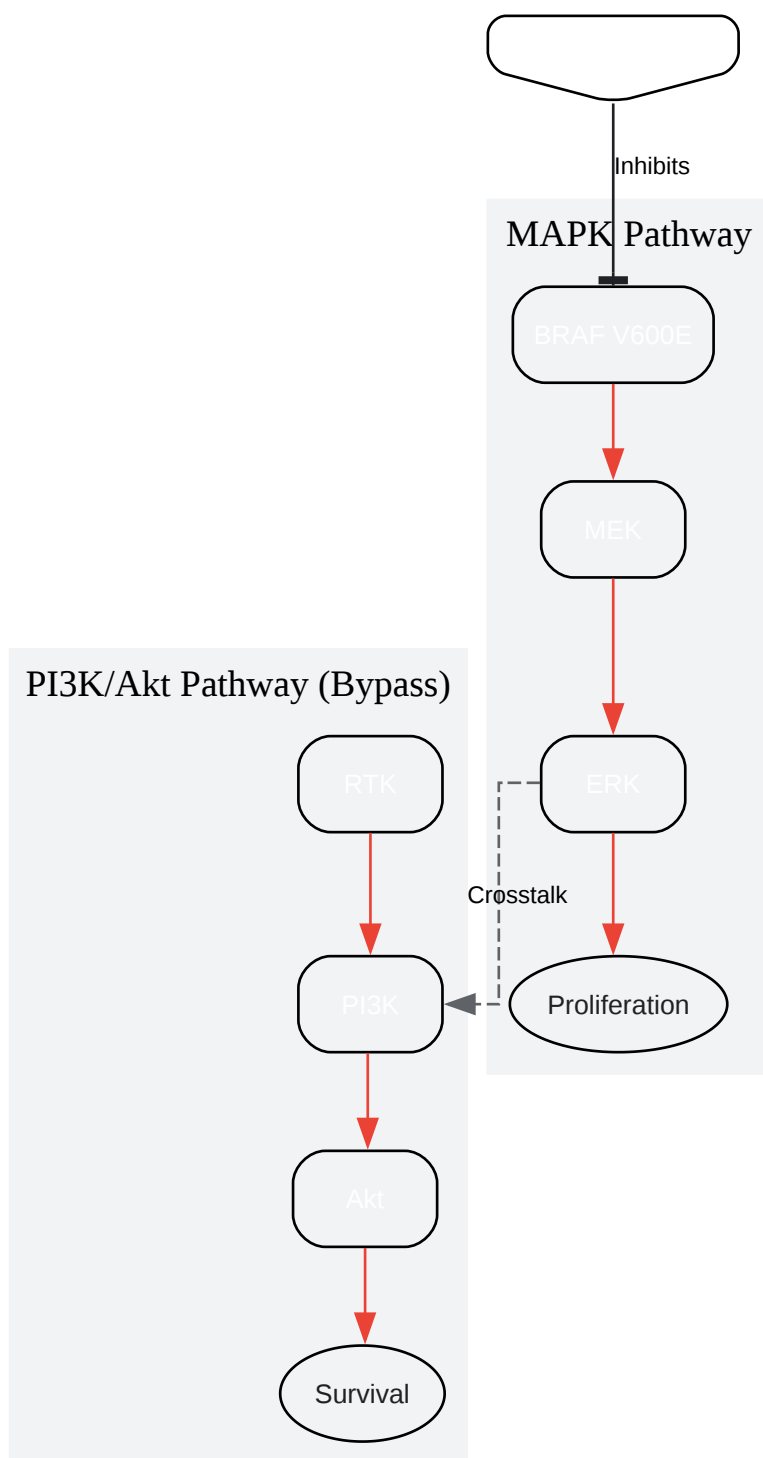 Inhibits
MAPK Pathway
BRAF V600E
MEK
PI3K/Akt Pathway (Bypass)
RTK
ERK
Crosstalk
PI3K
Proliferation
Akt
Survival